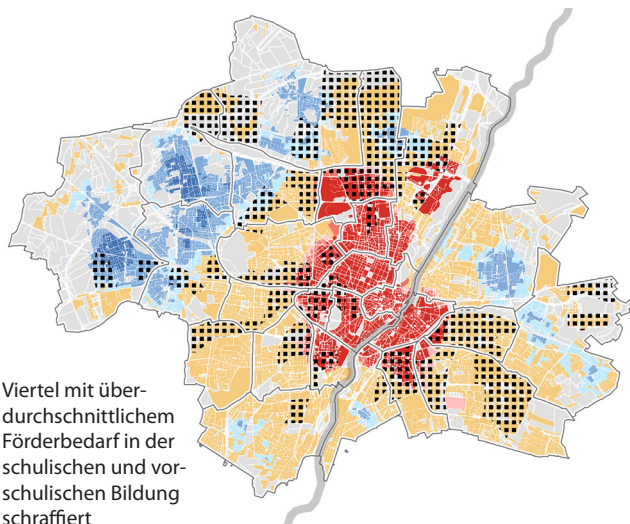 Viertel mit über-
durchschnittlichem
Förderbedarf in der
schulischen und vor-
schulischen Bildung
schraffiert